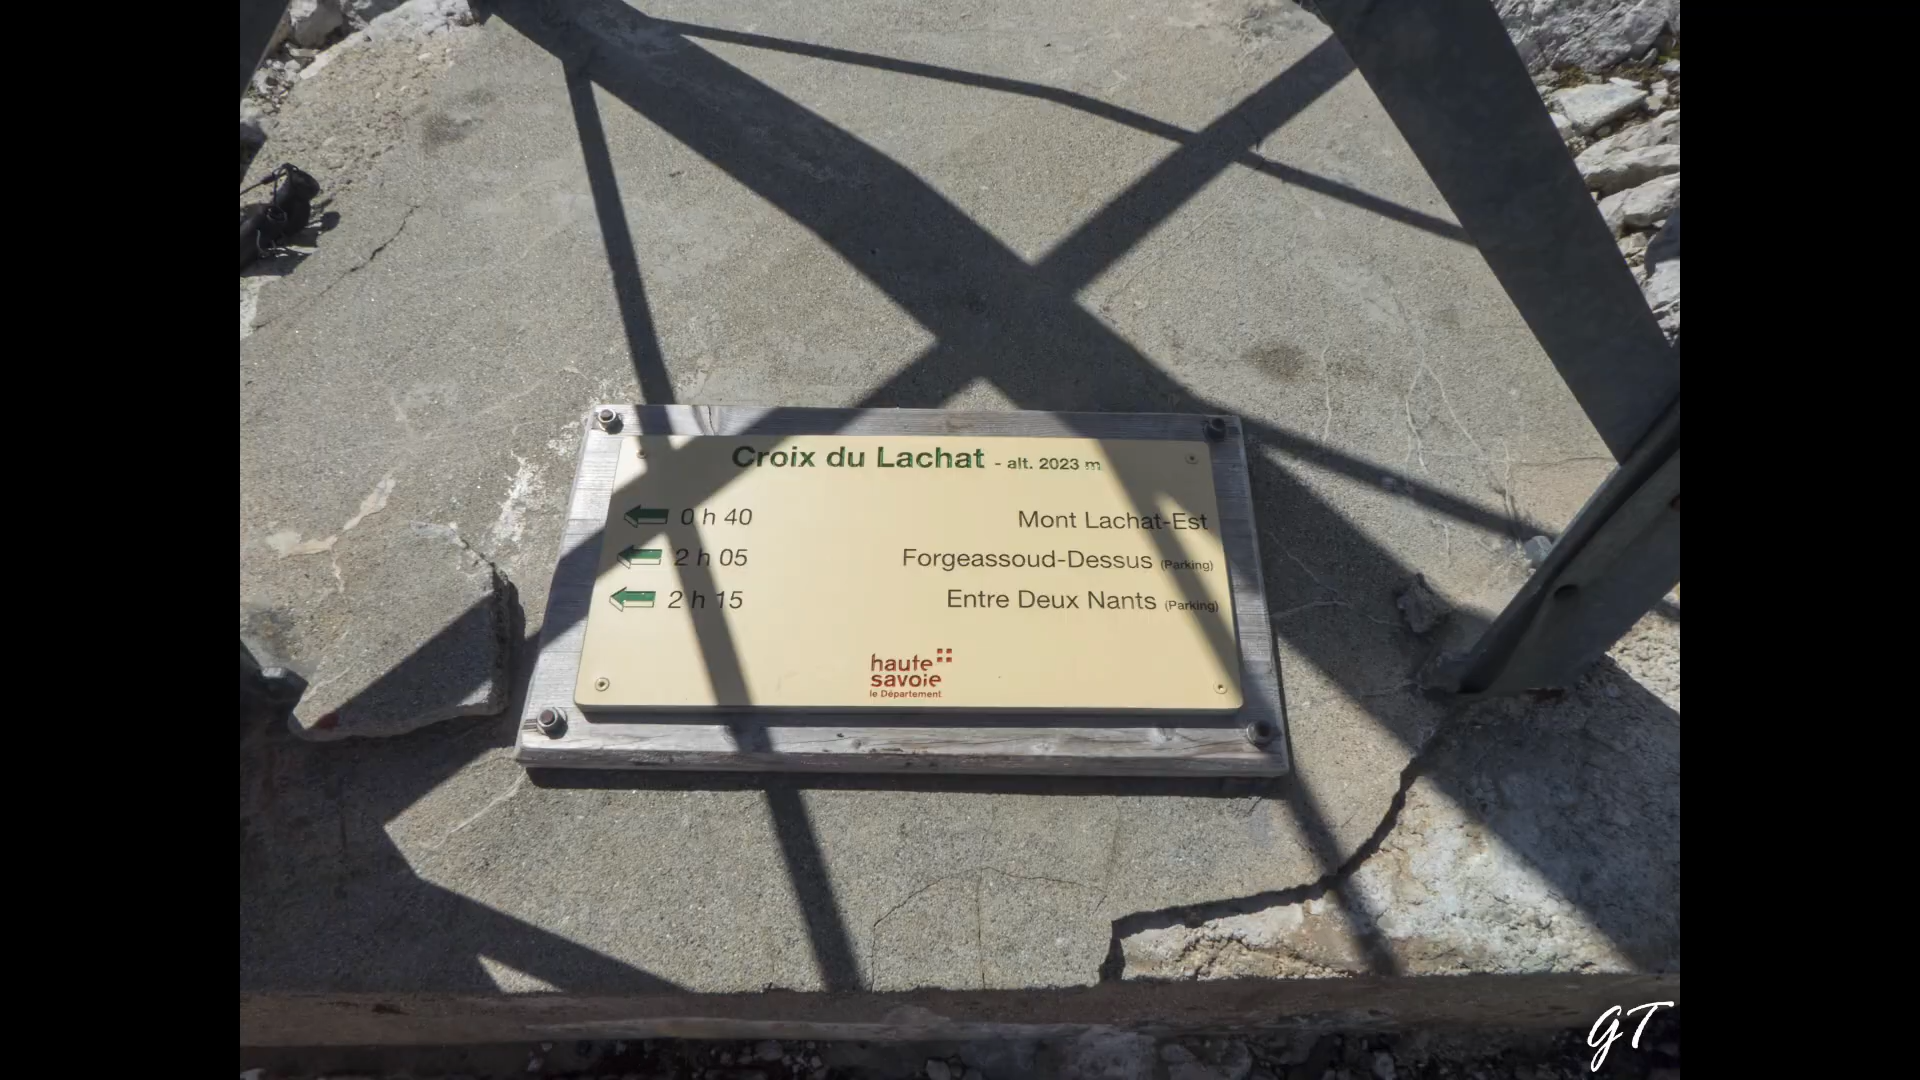 Croix du Lachat - alt. 2023 m
0 h 40 Mont Lachat-Est
2 h 05 Forgeassoud-Dessus (Parking)
2 h 15 Entre Deux Nants (Parking)
haute
savoie
le Département
GT